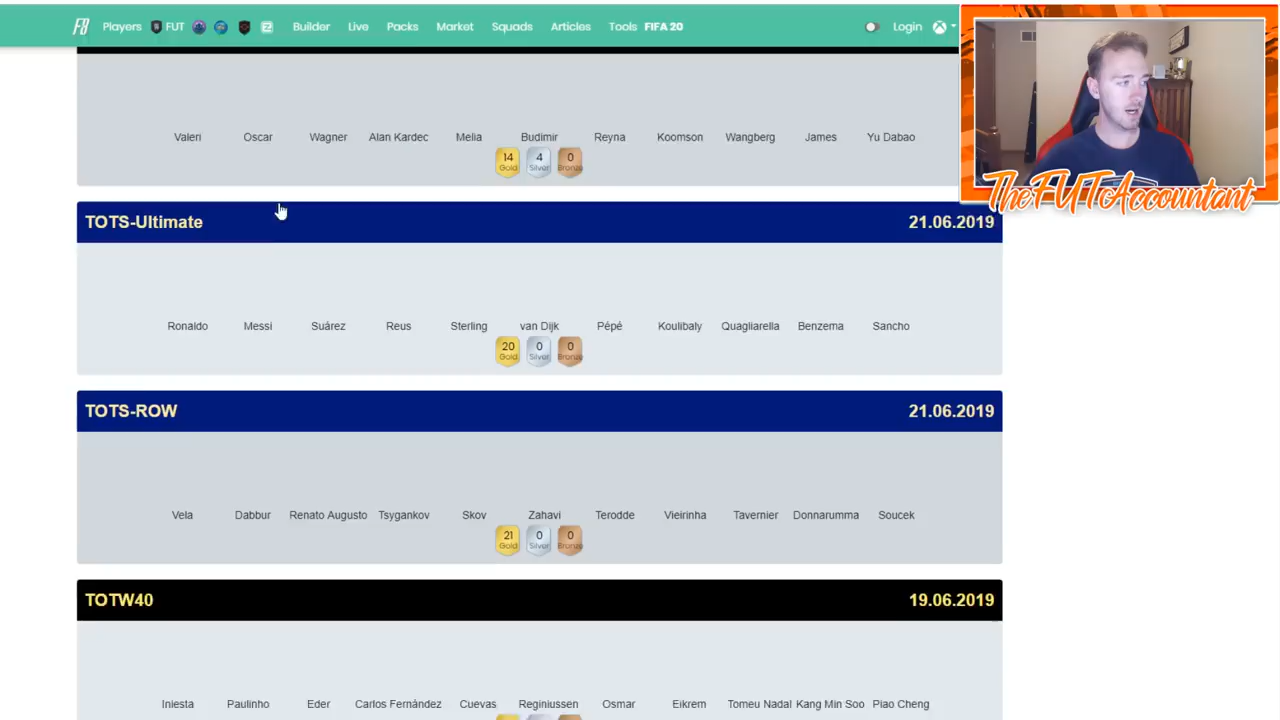 FB Players FUT Builder Live Packs Market Squads Articles Tools FIFA 20 Login
TheFUTAccountant
Valeri Oscar Wagner Alan Kardec Melia Budimir Reyna Koomson Wangberg James Yu Dabao
14 4 0
Gold Silver Bronze
TOTS-Ultimate 21.06.2019
Ronaldo Messi Suárez Reus Sterling van Dijk Pépé Koulibaly Quagliarella Benzema Sancho
20 0 0
Gold Silver Bronze
TOTS-ROW 21.06.2019
Vela Dabbur Renato Augusto Tsygankov Skov Zahavi Terodde Vieirinha Tavernier Donnarumma Soucek
21 0 0
Gold Silver Bronze
TOTW40 19.06.2019
Iniesta Paulinho Eder Carlos Fernández Cuevas Reginiussen Osmar Eikrem Tomeu Nadal Kang Min Soo Piao Cheng